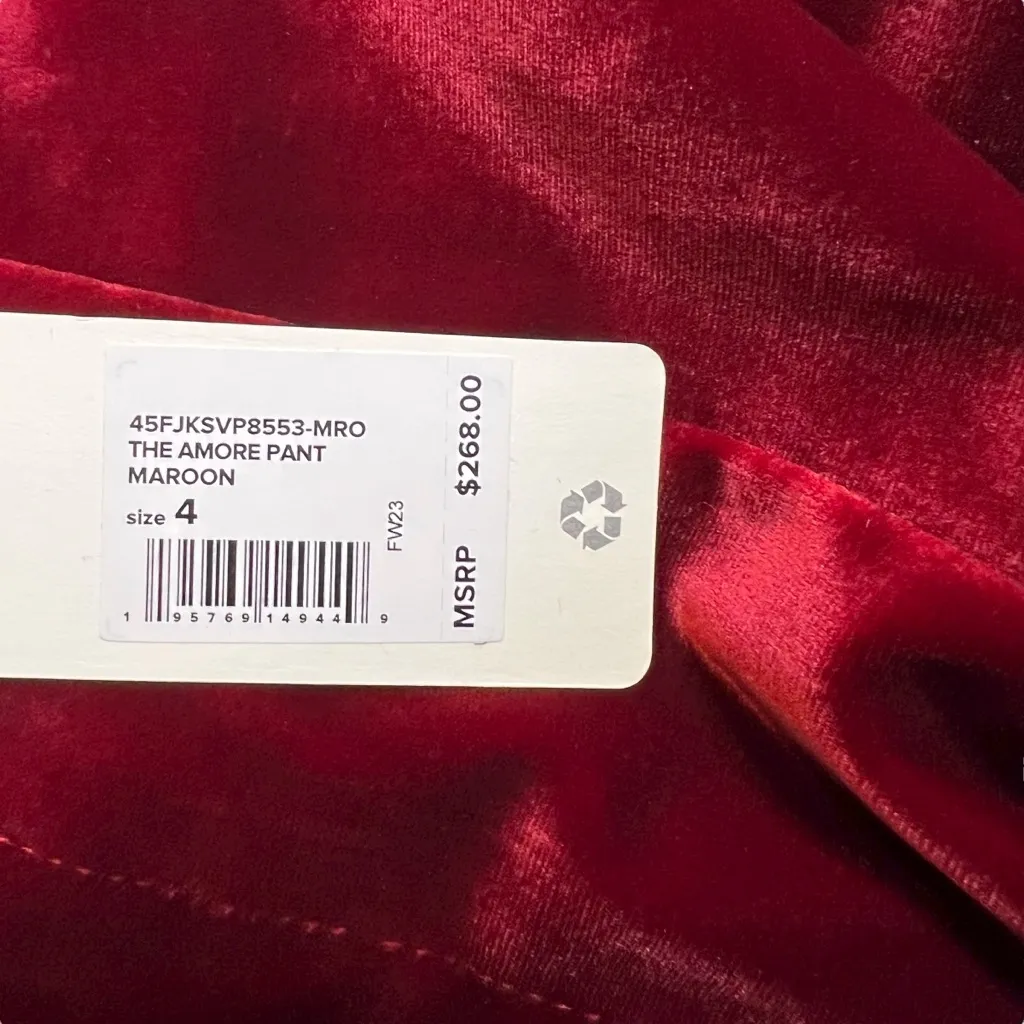 45FJKSVP8553-MRO
THE AMORE PANT
MAROON
size 4
FW23
1 95769 14944 9
MSRP $268.00